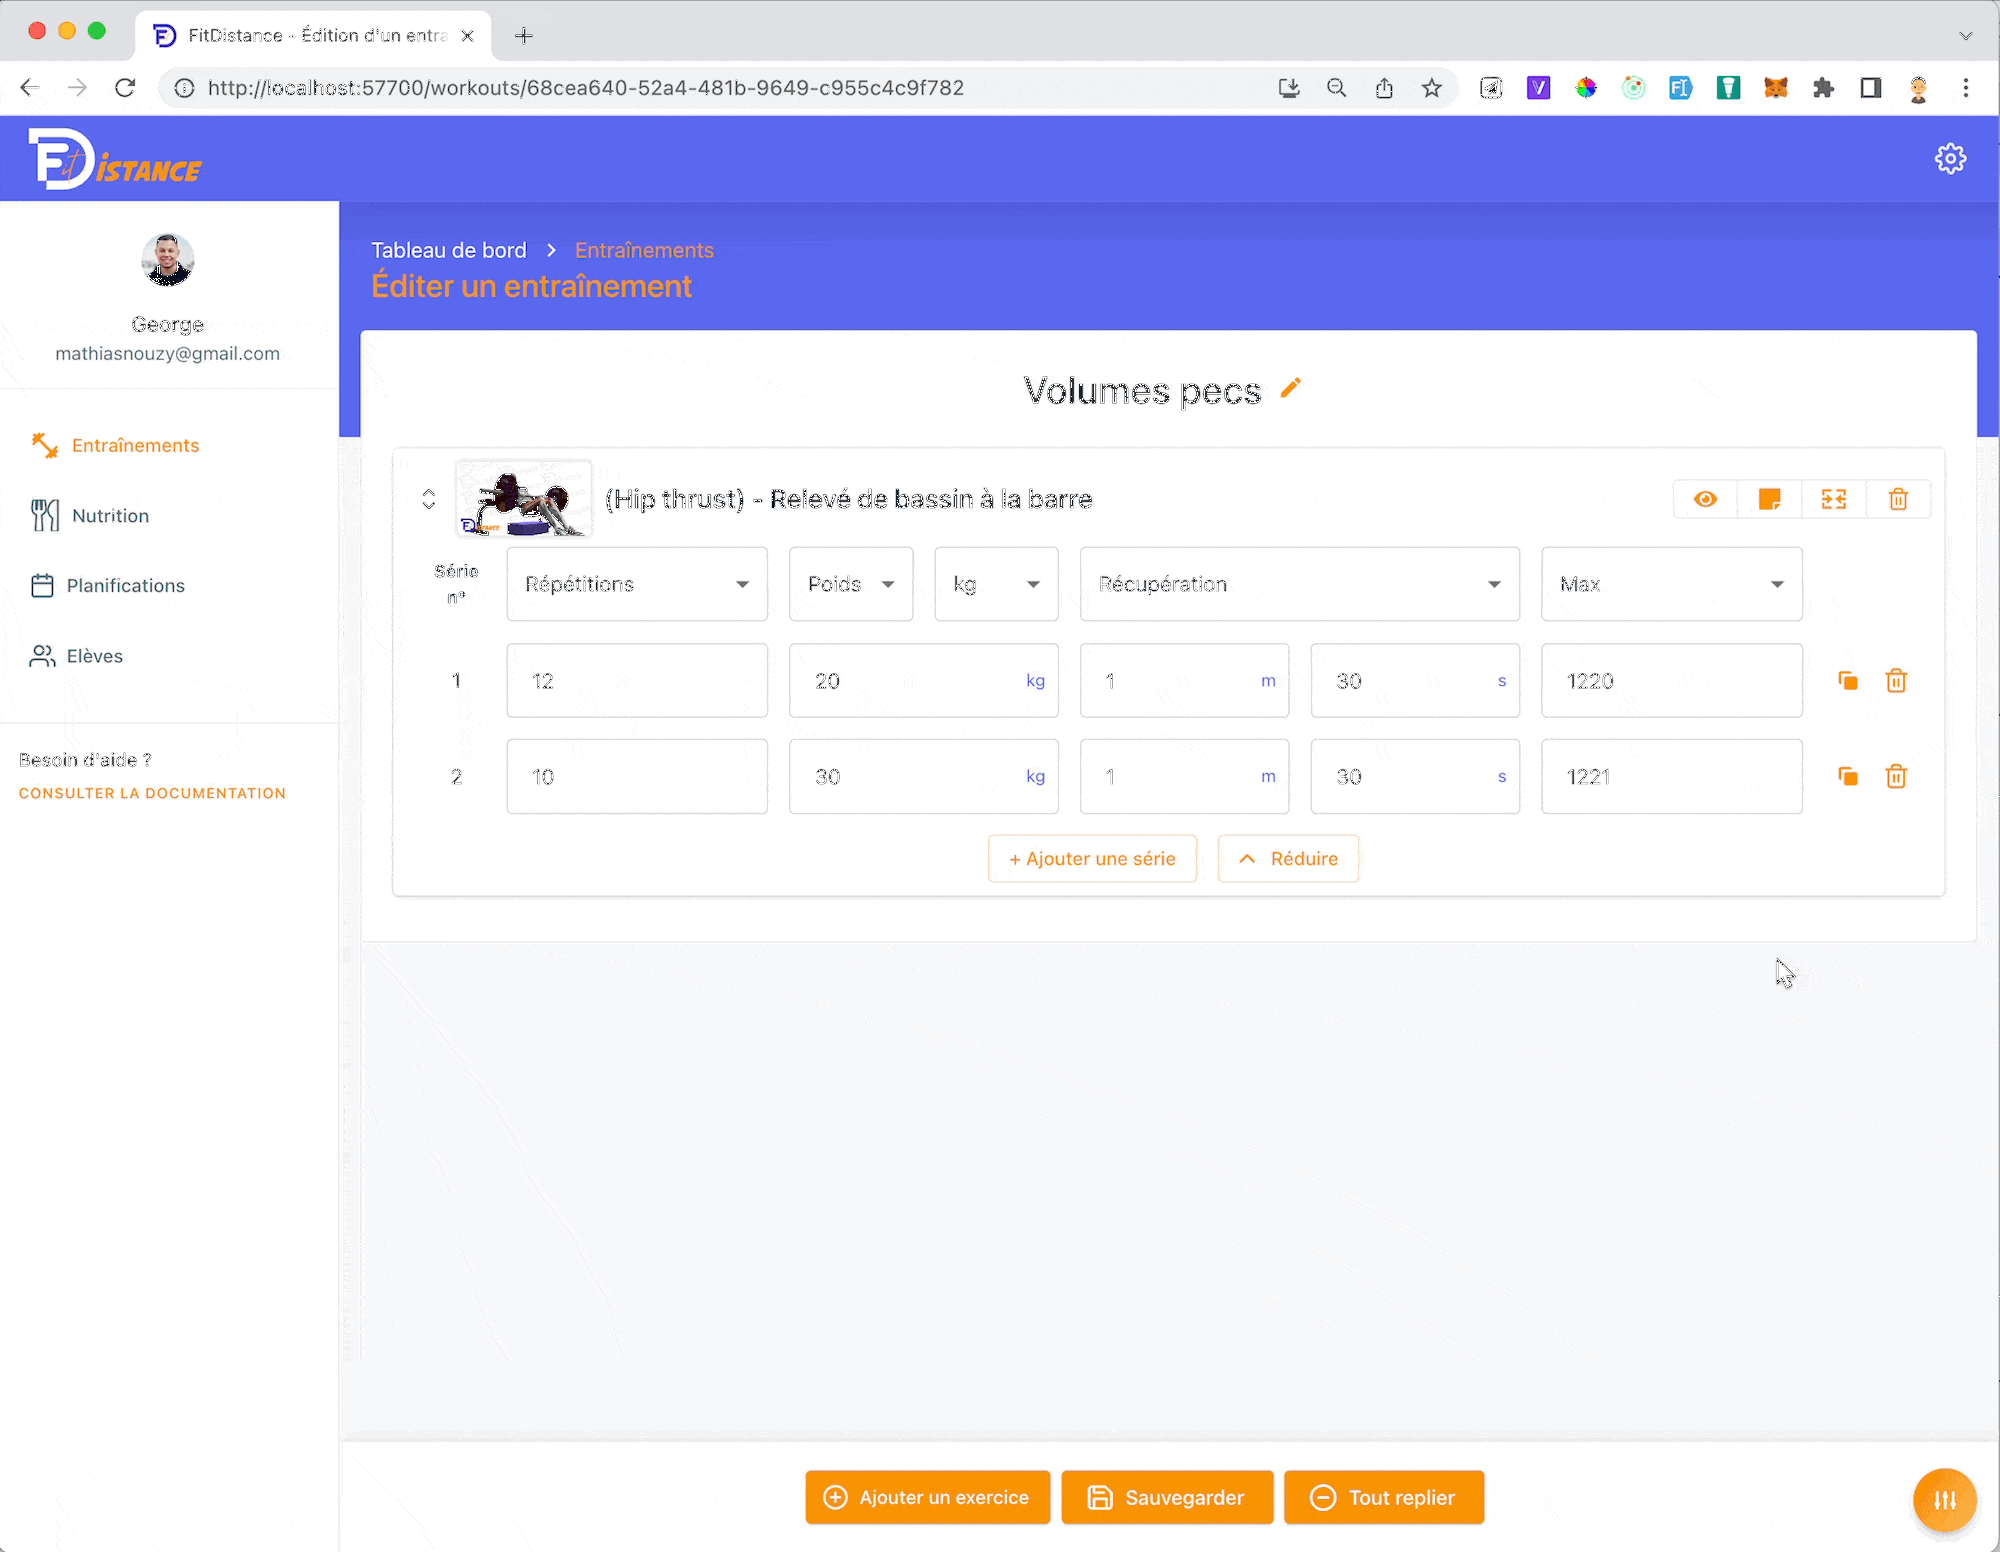 FitDistance - Édition d'un entra
http://localhost:57700/workouts/68cea640-52a4-481b-9649-c955c4c9f782
FitDistance
George
mathiasnouzy@gmail.com
Entraînements
Nutrition
Planifications
Elèves
Besoin d'aide ?
CONSULTER LA DOCUMENTATION
Tableau de bord > Entraînements
Éditer un entraînement
Volumes pecs
(Hip thrust) - Relevé de bassin à la barre
Série n° Répétitions Poids kg Récupération Max
1 12 20 kg 1 m 30 s 1220
2 10 30 kg 1 m 30 s 1221
+ Ajouter une série Réduire
Ajouter un exercice Sauvegarder Tout replier